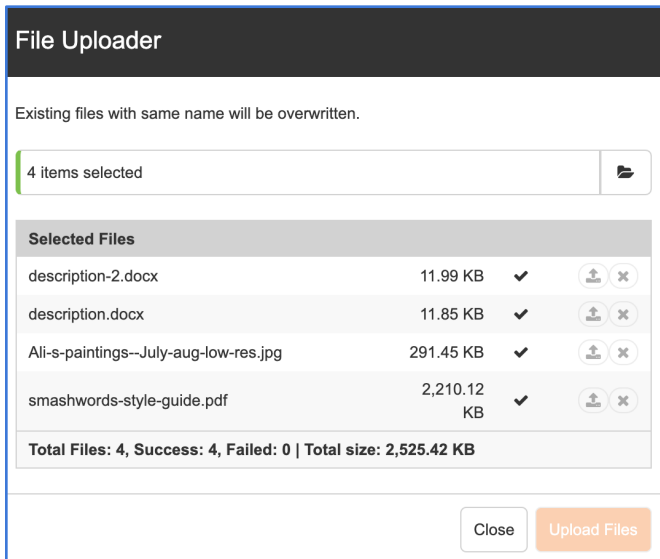 File Uploader
Existing files with same name will be overwritten.
4 items selected
Selected Files
description-2.docx 11.99 KB
description.docx 11.85 KB
Ali-s-paintings--July-aug-low-res.jpg 291.45 KB
smashwords-style-guide.pdf 2,210.12
KB
Total Files: 4, Success: 4, Failed: 0 | Total size: 2,525.42 KB
Close Upload Files